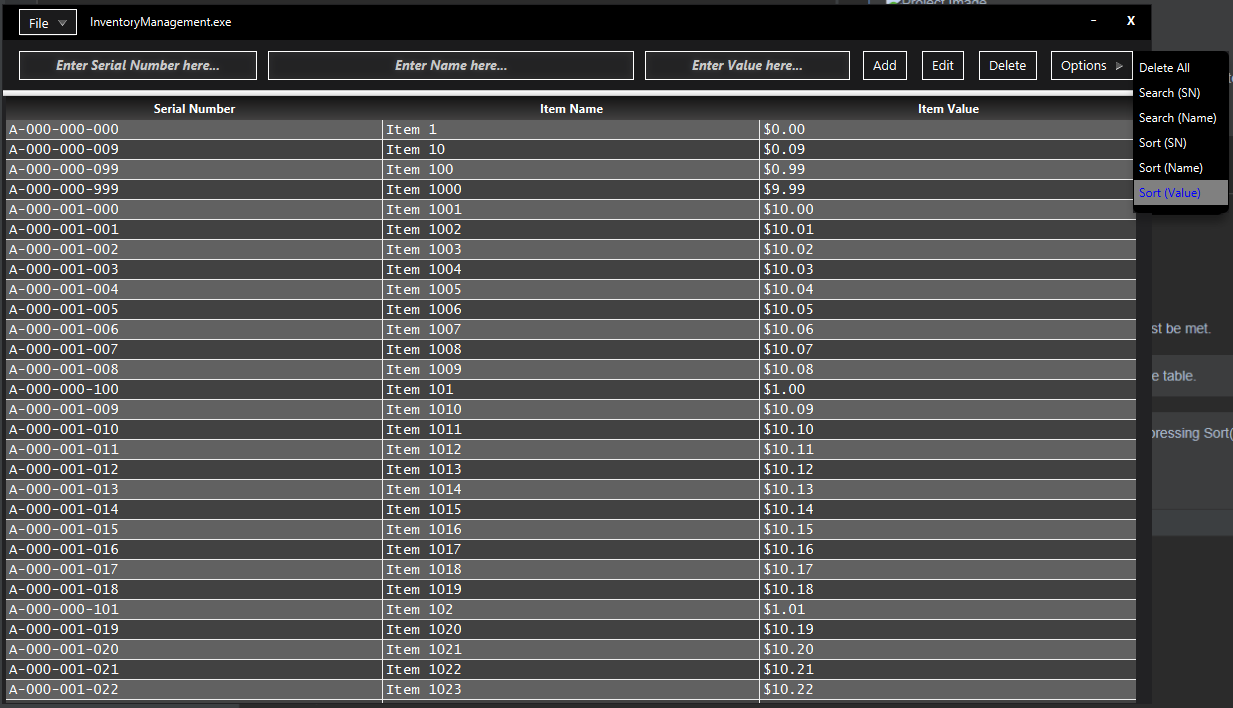 Project Image
File InventoryManagement.exe - X
Enter Serial Number here... Enter Name here... Enter Value here... Add Edit Delete Options
Delete All
Search (SN)
Search (Name)
Sort (SN)
Sort (Name)
Sort (Value)
Serial Number Item Name Item Value
A-000-000-000 Item 1 $0.00
A-000-000-009 Item 10 $0.09
A-000-000-099 Item 100 $0.99
A-000-000-999 Item 1000 $9.99
A-000-001-000 Item 1001 $10.00
A-000-001-001 Item 1002 $10.01
A-000-001-002 Item 1003 $10.02
A-000-001-003 Item 1004 $10.03
A-000-001-004 Item 1005 $10.04
A-000-001-005 Item 1006 $10.05
A-000-001-006 Item 1007 $10.06
A-000-001-007 Item 1008 $10.07
A-000-001-008 Item 1009 $10.08
A-000-000-100 Item 101 $1.00
A-000-001-009 Item 1010 $10.09
A-000-001-010 Item 1011 $10.10
A-000-001-011 Item 1012 $10.11
A-000-001-012 Item 1013 $10.12
A-000-001-013 Item 1014 $10.13
A-000-001-014 Item 1015 $10.14
A-000-001-015 Item 1016 $10.15
A-000-001-016 Item 1017 $10.16
A-000-001-017 Item 1018 $10.17
A-000-001-018 Item 1019 $10.18
A-000-000-101 Item 102 $1.01
A-000-001-019 Item 1020 $10.19
A-000-001-020 Item 1021 $10.20
A-000-001-021 Item 1022 $10.21
A-000-001-022 Item 1023 $10.22
st be met.
e table.
pressing Sort(